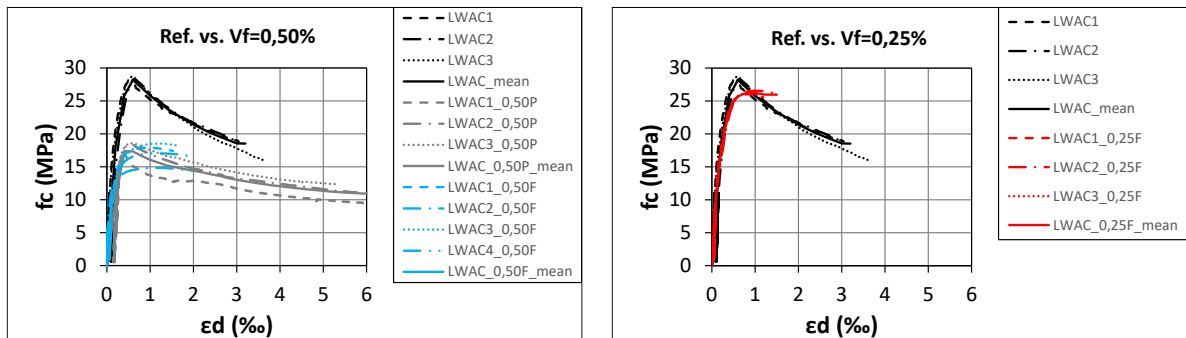 Ref. vs. Vf=0,50%
30
25
20
15
10
5
0
fc (MPa)
0 1 2 3 4 5 6
εd (‰)
LWAC1
LWAC2
LWAC3
LWAC_mean
LWAC1_0,50P
LWAC2_0,50P
LWAC3_0,50P
LWAC_0,50P_mean
LWAC1_0,50F
LWAC2_0,50F
LWAC3_0,50F
LWAC4_0,50F
LWAC_0,50F_mean
Ref. vs. Vf=0,25%
30
25
20
15
10
5
0
fc (MPa)
0 1 2 3 4 5 6
εd (‰)
LWAC1
LWAC2
LWAC3
LWAC_mean
LWAC1_0,25F
LWAC2_0,25F
LWAC3_0,25F
LWAC_0,25F_mean